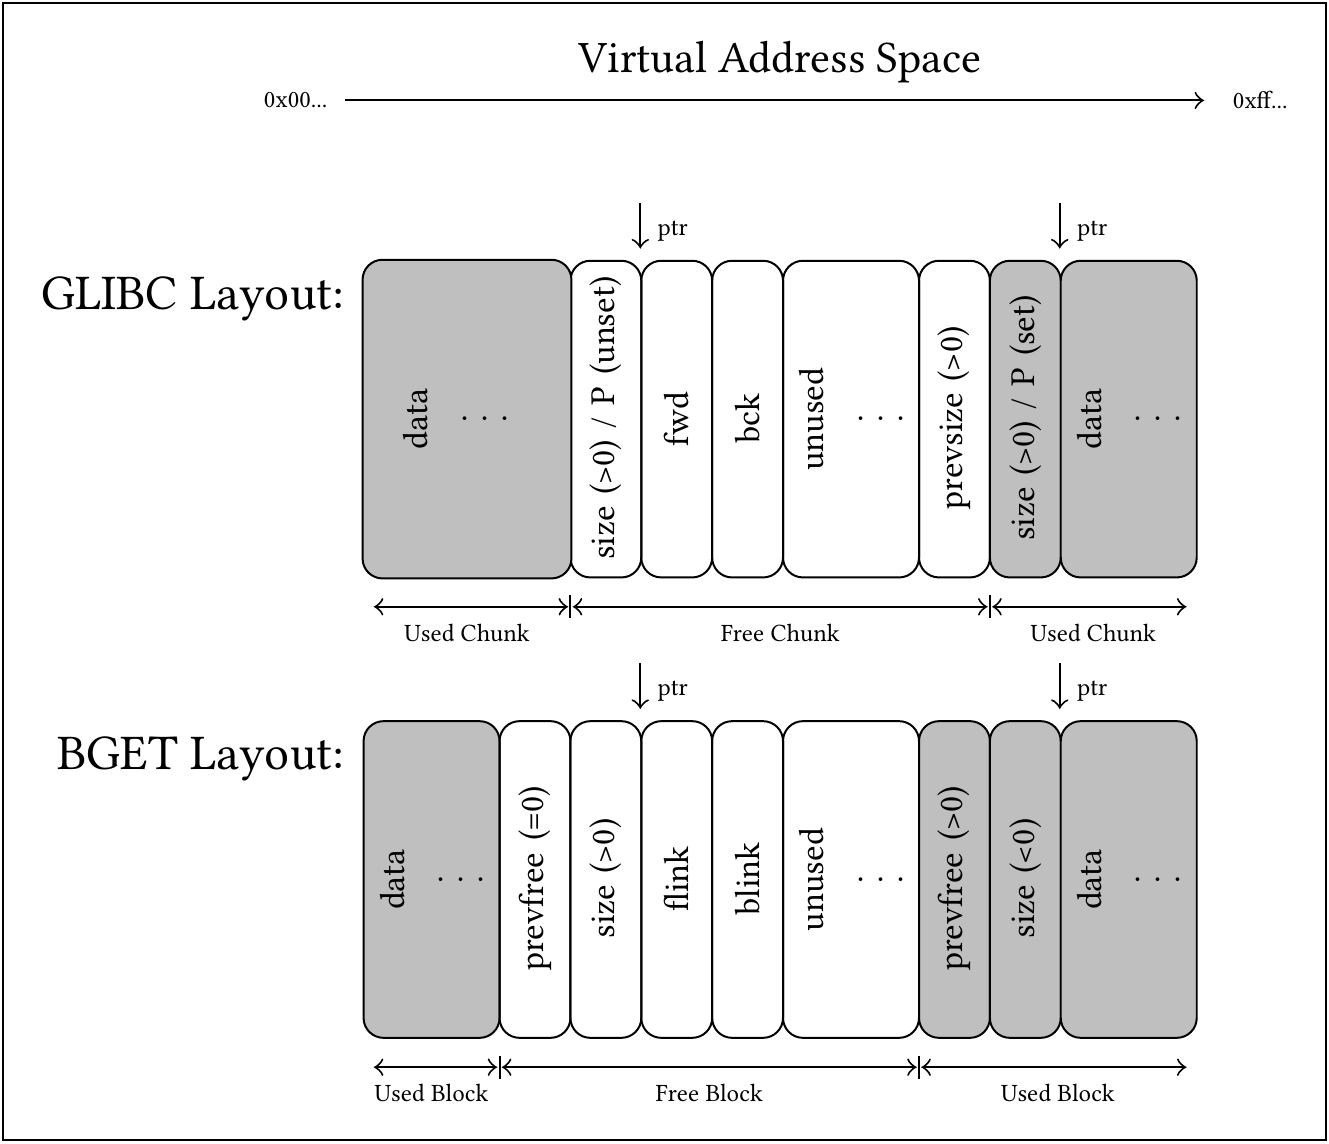 Virtual Address Space
0x00...
0xff...
ptr
ptr
GLIBC Layout:
data
. . .
size (>0) / P (unset)
fwd
bck
unused
. . .
prevsize (>0)
size (>0) / P (set)
data
. . .
Used Chunk
Free Chunk
Used Chunk
ptr
ptr
BGET Layout:
data
. . .
prevfree (=0)
size (>0)
flink
blink
unused
. . .
prevfree (>0)
size (<0)
data
. . .
Used Block
Free Block
Used Block